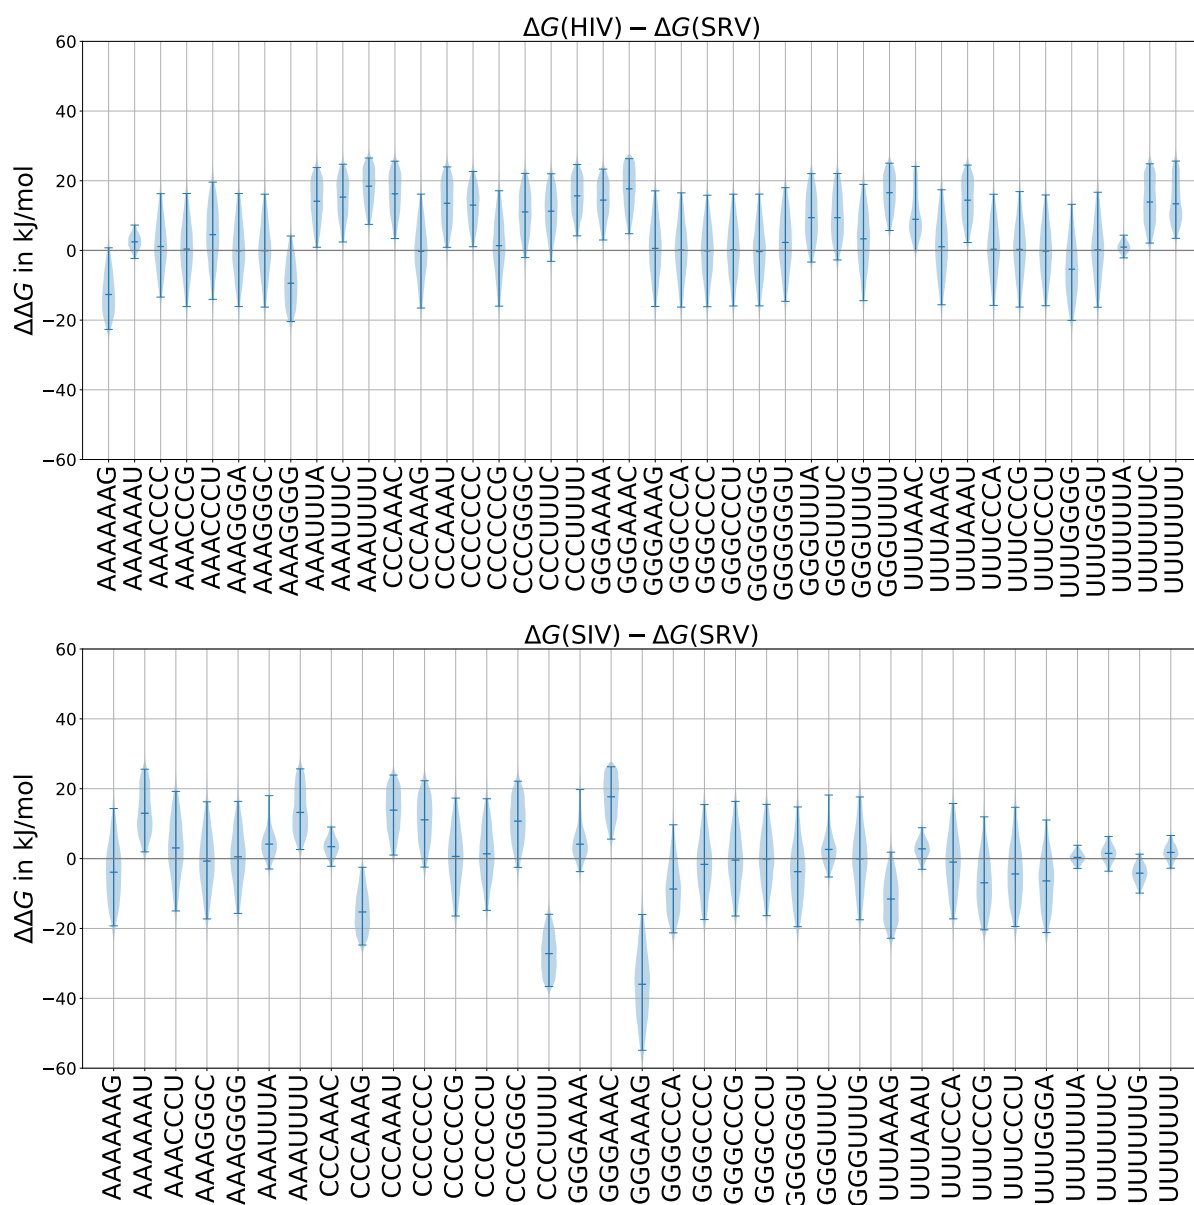 ΔG(HIV) − ΔG(SRV)
ΔΔG in kJ/mol
60
40
20
0
−20
−40
−60
AAAAAAG
AAAAAAU
AAACCCC
AAACCCG
AAACCCU
AAAGGGA
AAAGGGC
AAAGGGG
AAAUUUA
AAAUUUC
AAAUUUU
CCCAAAC
CCCAAAG
CCCAAAU
CCCCCCC
CCCCCCG
CCCGGGC
CCCUUUC
CCCUUUU
GGGAAAA
GGGAAAC
GGGAAAG
GGGCCCA
GGGCCCC
GGGCCCU
GGGGGGG
GGGGGGU
GGGUUUA
GGGUUUC
GGGUUUG
GGGUUUU
UUUAAAC
UUUAAAG
UUUAAAU
UUUCCCA
UUUCCCG
UUUCCCU
UUUGGGG
UUUGGGU
UUUUUUA
UUUUUUC
UUUUUUU
ΔG(SIV) − ΔG(SRV)
ΔΔG in kJ/mol
60
40
20
0
−20
−40
−60
AAAAAAG
AAAAAAU
AAACCCU
AAAGGGC
AAAGGGG
AAAUUUA
AAAUUUU
CCCAAAC
CCCAAAG
CCCAAAU
CCCCCCC
CCCCCCG
CCCCCCU
CCCGGGC
CCCUUUU
GGGAAAA
GGGAAAC
GGGAAAG
GGGCCCA
GGGCCCC
GGGCCCG
GGGCCCU
GGGGGGU
GGGUUUC
GGGUUUG
UUUAAAG
UUUAAAU
UUUCCCA
UUUCCCG
UUUCCCU
UUUGGGA
UUUUUUA
UUUUUUC
UUUUUUG
UUUUUUU